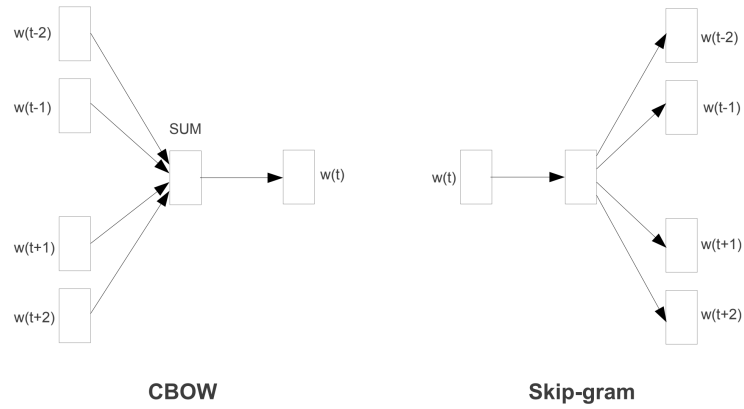 w(t-2)
w(t-1)
SUM
w(t)
w(t+1)
w(t+2)
CBOW
w(t-2)
w(t-1)
w(t)
w(t+1)
w(t+2)
Skip-gram